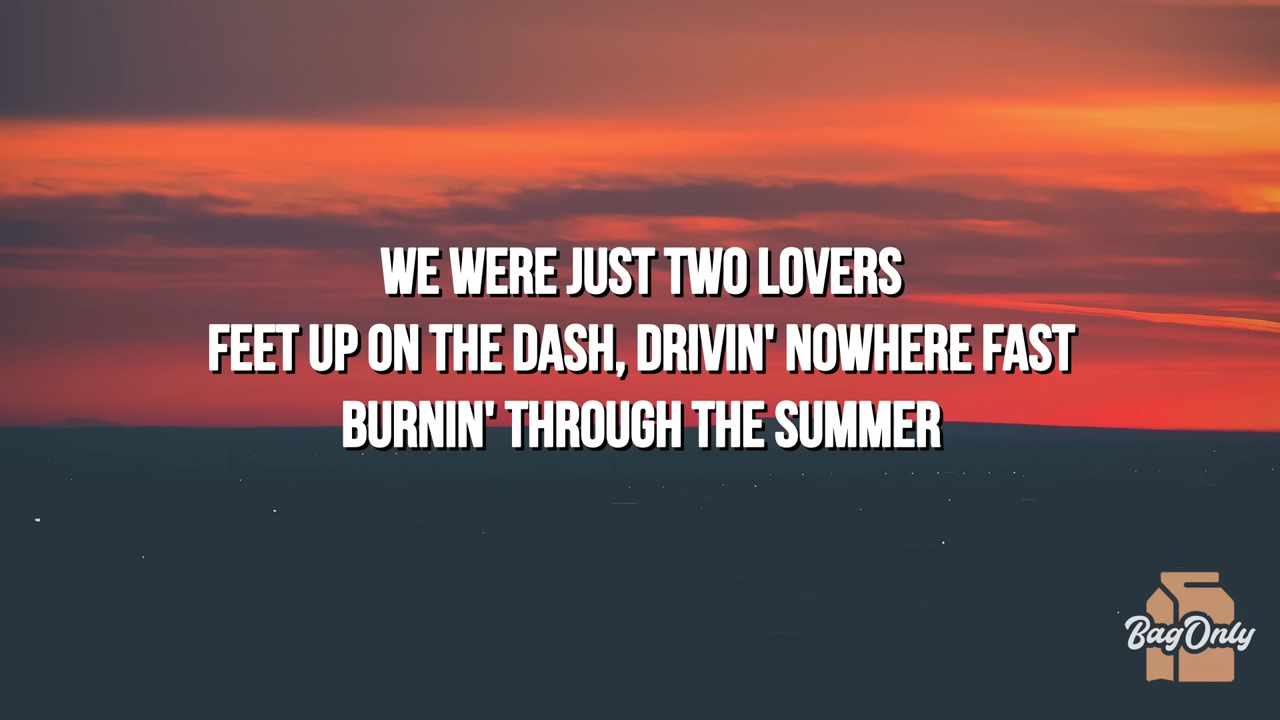 WE WERE JUST TWO LOVERS
FEET UP ON THE DASH, DRIVIN' NOWHERE FAST
BURNIN' THROUGH THE SUMMER
BagOnly